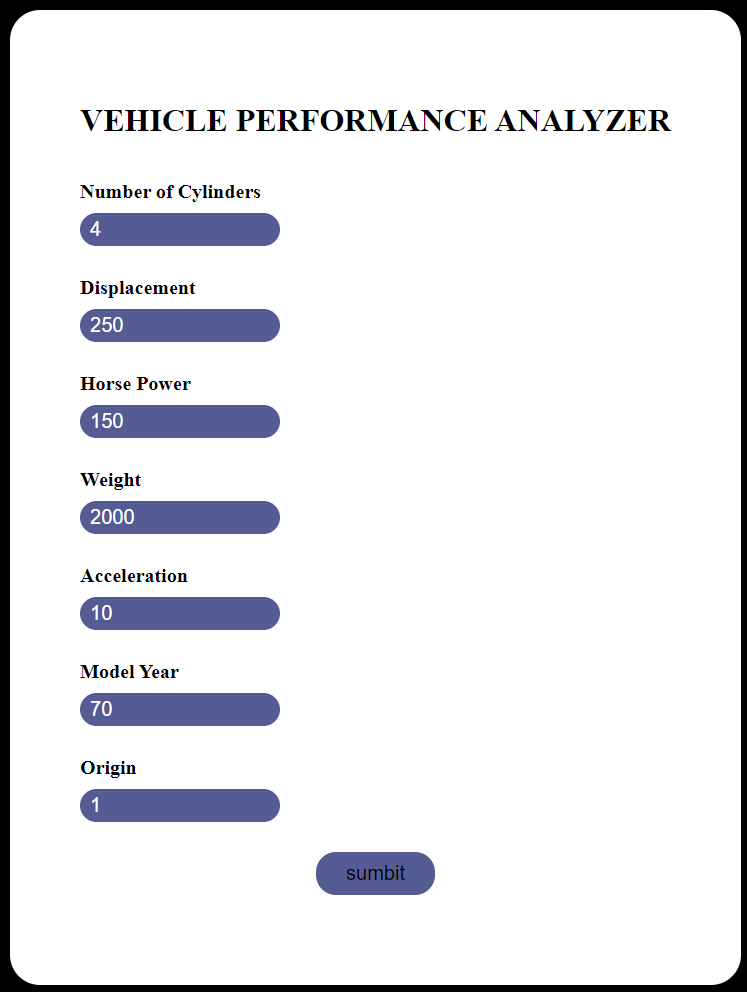 VEHICLE PERFORMANCE ANALYZER
Number of Cylinders
4
Displacement
250
Horse Power
150
Weight
2000
Acceleration
10
Model Year
70
Origin
1
sumbit